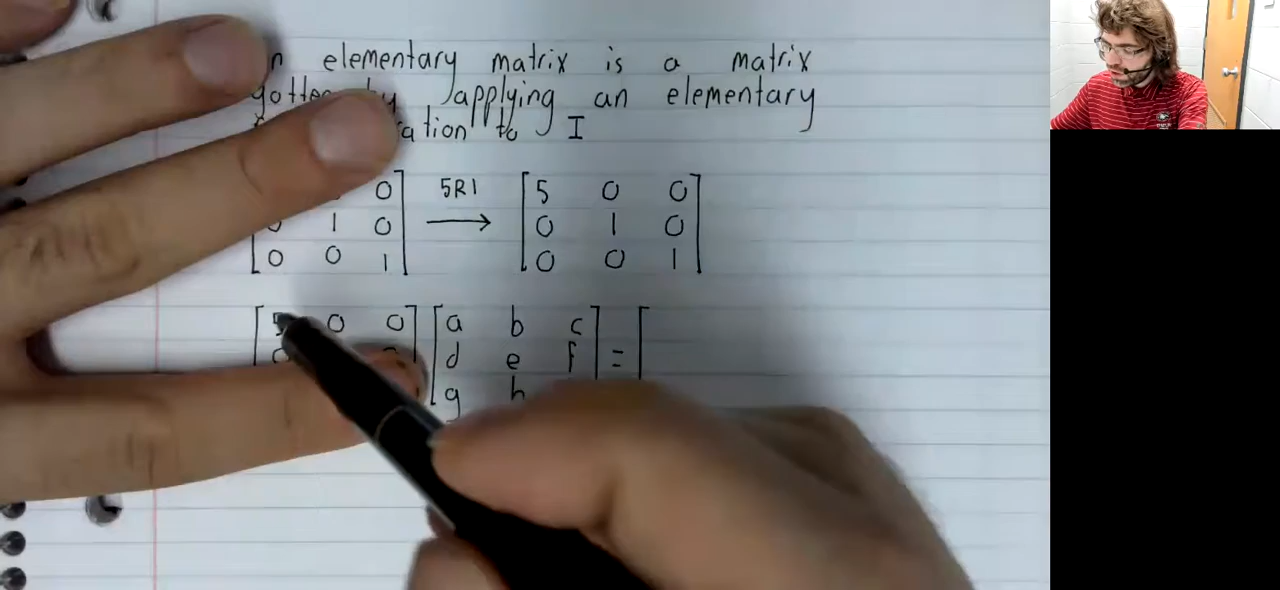 elementary matrix is a matrix
applying an elementary
to I
0 5R1 5 0 0
1 0 0 1 0
0 0 1 0 0 1
0 0 a b c
d e f =
g h